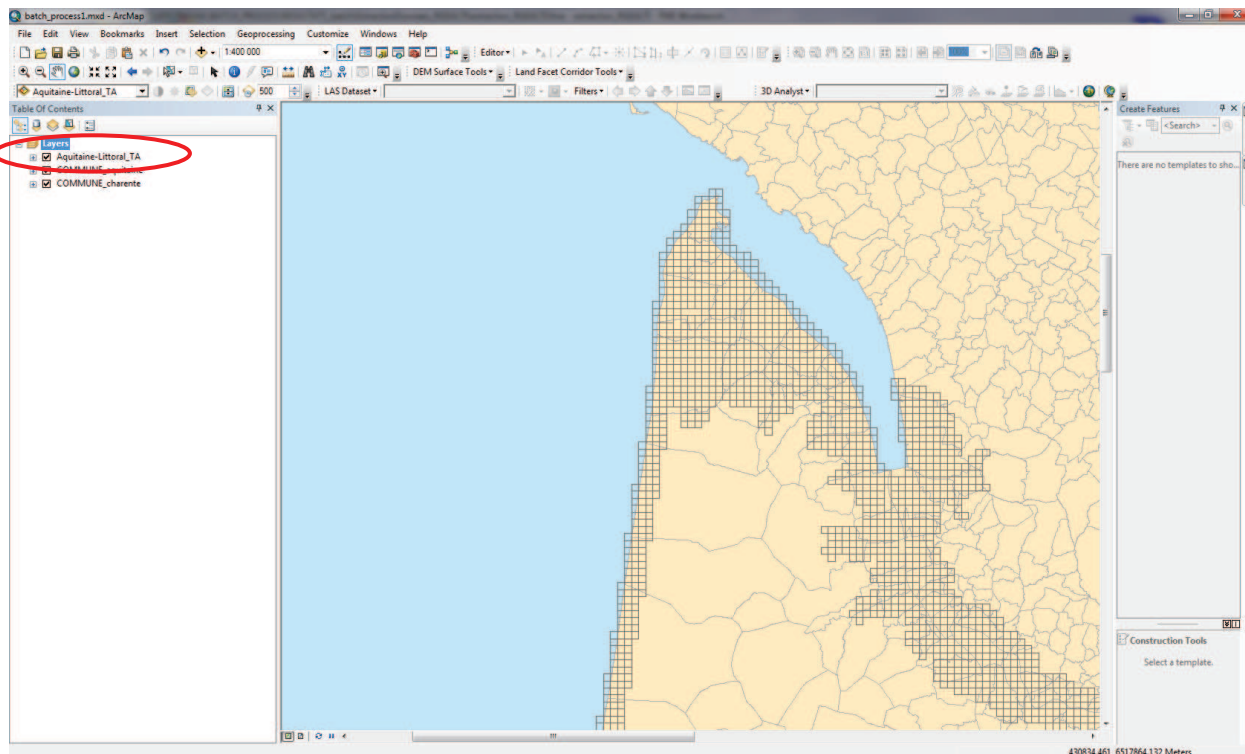 batch_process1.mxd - ArcMap
File Edit View Bookmarks Insert Selection Geoprocessing Customize Windows Help
1:400 000 Editor
DEM Surface Tools Land Facet Corridor Tools
Aquitaine-Littoral_TA 500 LAS Dataset Filters 3D Analyst
Table Of Contents
Layers
Aquitaine-Littoral_TA
COMMUNE_aquitaine
COMMUNE_charente
Create Features
<Search>
There are no templates to sho...
Construction Tools
Select a template.
430834,461 6517864,132 Meters